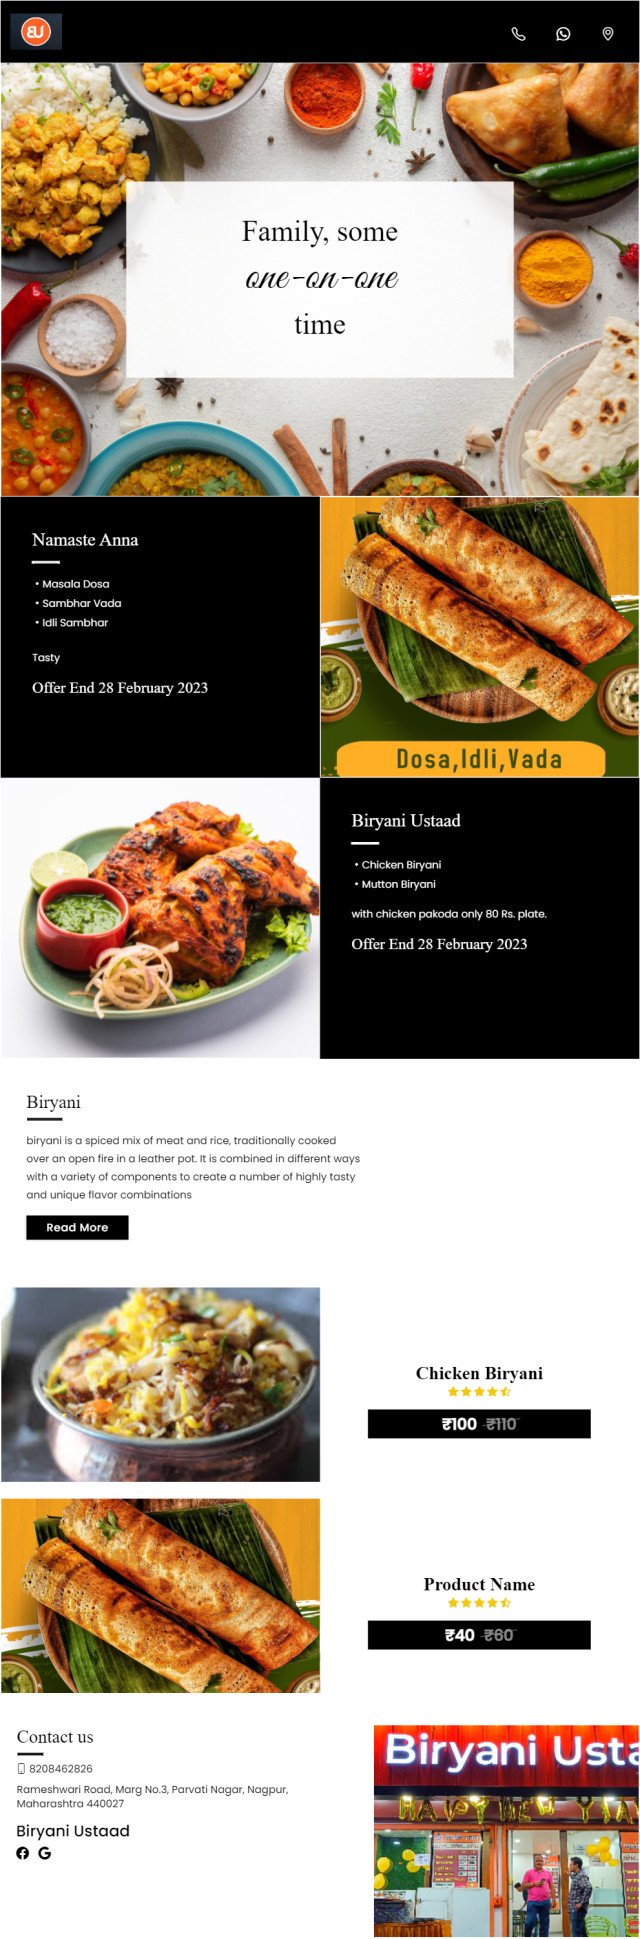 BU
Family, some
one-on-one
time
Namaste Anna
• Masala Dosa
• Sambhar Vada
• Idli Sambhar
Tasty
Offer End 28 February 2023
Dosa,Idli,Vada
Biryani Ustaad
• Chicken Biryani
• Mutton Biryani
with chicken pakoda only 80 Rs. plate.
Offer End 28 February 2023
Biryani
biryani is a spiced mix of meat and rice, traditionally cooked
over an open fire in a leather pot. It is combined in different ways
with a variety of components to create a number of highly tasty
and unique flavor combinations
Read More
Chicken Biryani
₹100 ₹110
Product Name
₹40 ₹60
Contact us
8208462826
Rameshwari Road, Marg No.3, Parvati Nagar, Nagpur,
Maharashtra 440027
Biryani Ustaad
Biryani Usta
HAPPY NEW YEA